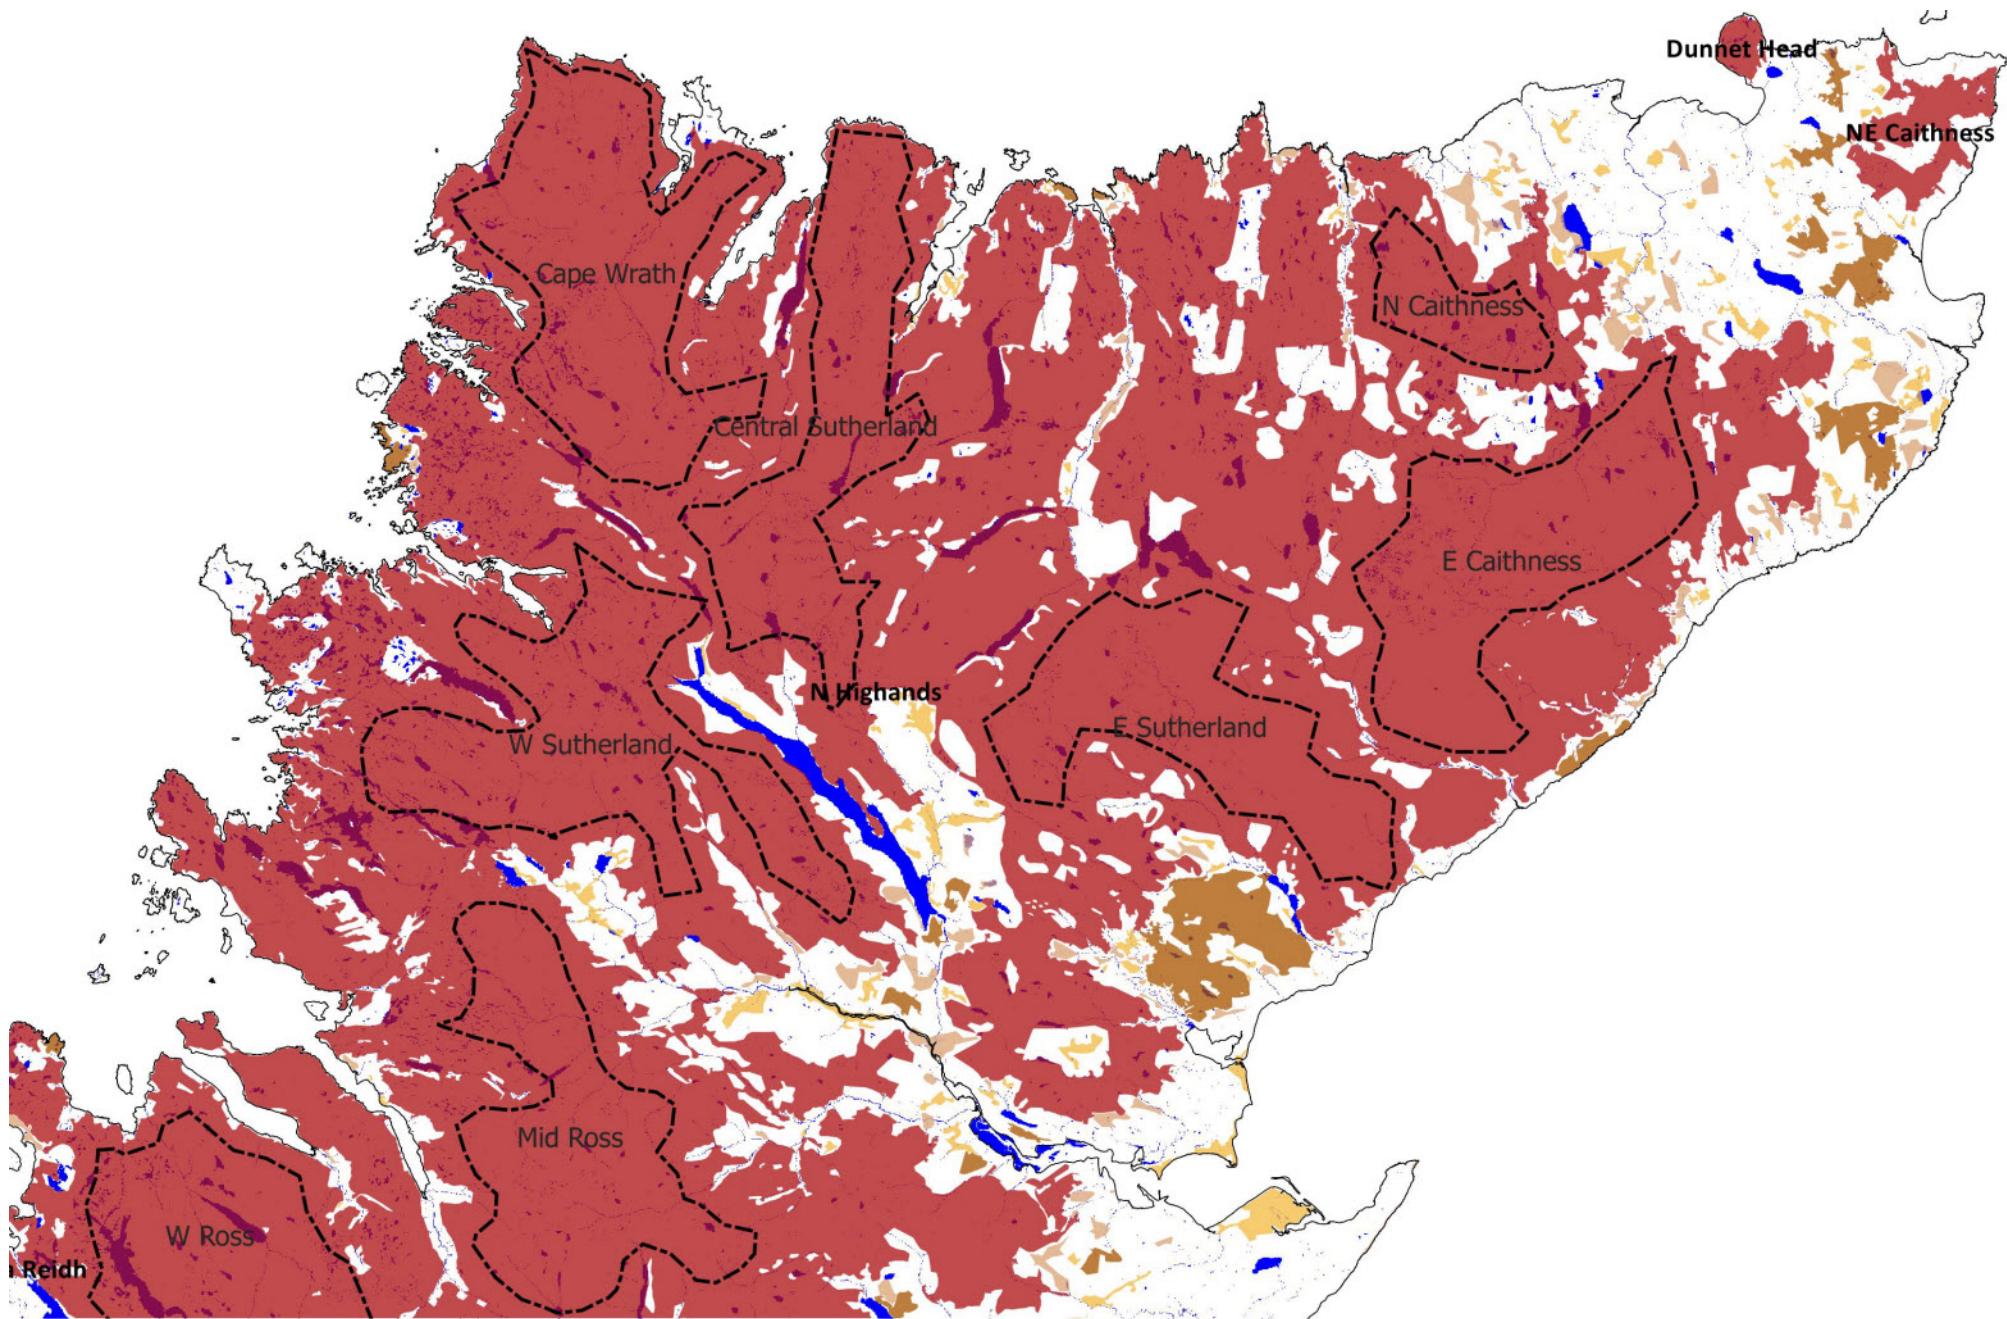 Dunnet Head
NE Caithness
Cape Wrath
N Caithness
Central Sutherland
E Caithness
N Highands
E Sutherland
W Sutherland
Mid Ross
W Ross
Reidh